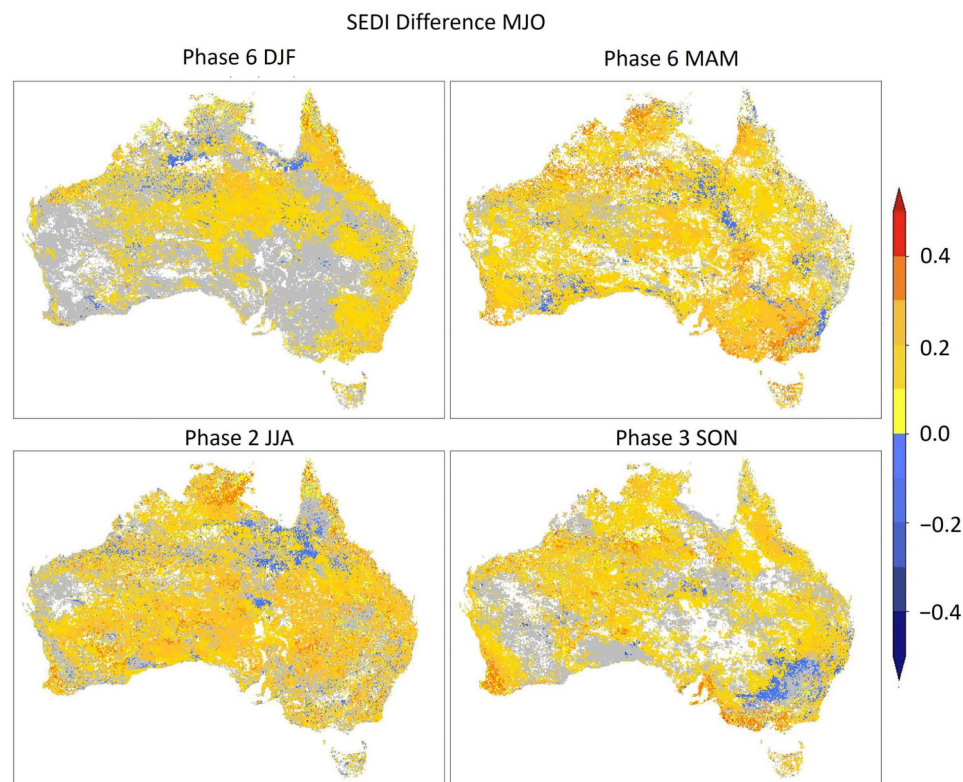 SEDI Difference MJO
Phase 6 DJF
Phase 6 MAM
0.4
0.2
0.0
−0.2
−0.4
Phase 2 JJA
Phase 3 SON